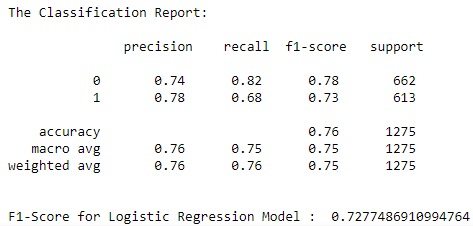 The Classification Report:
precision recall f1-score support
0 0.74 0.82 0.78 662
1 0.78 0.68 0.73 613
accuracy 0.76 1275
macro avg 0.76 0.75 0.75 1275
weighted avg 0.76 0.76 0.75 1275
F1-Score for Logistic Regression Model : 0.7277486910994764